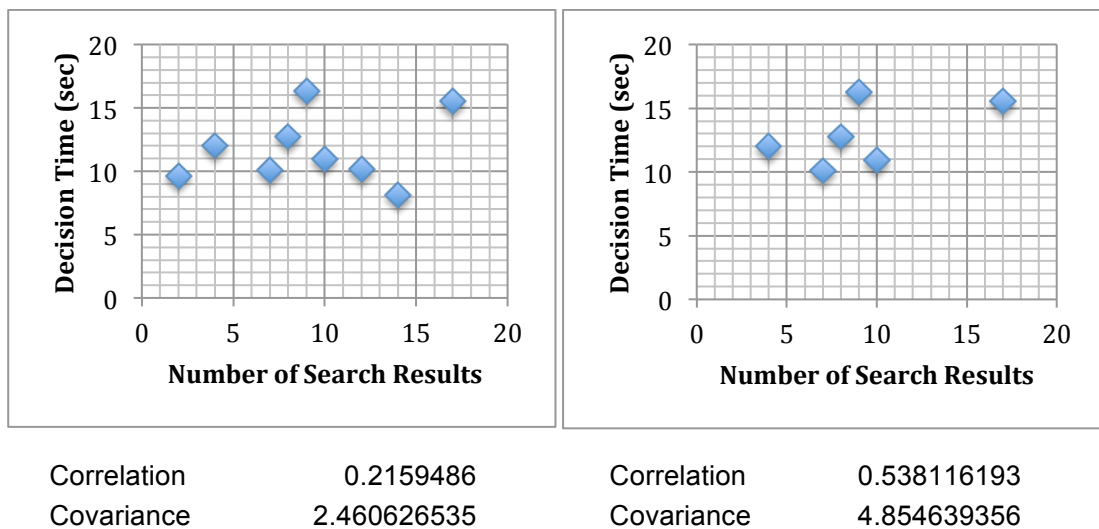 20
15
10
5
0
Decision Time (sec)
0 5 10 15 20
Number of Search Results
20
15
10
5
0
Decision Time (sec)
0 5 10 15 20
Number of Search Results
Correlation 0.2159486
Covariance 2.460626535
Correlation 0.538116193
Covariance 4.854639356